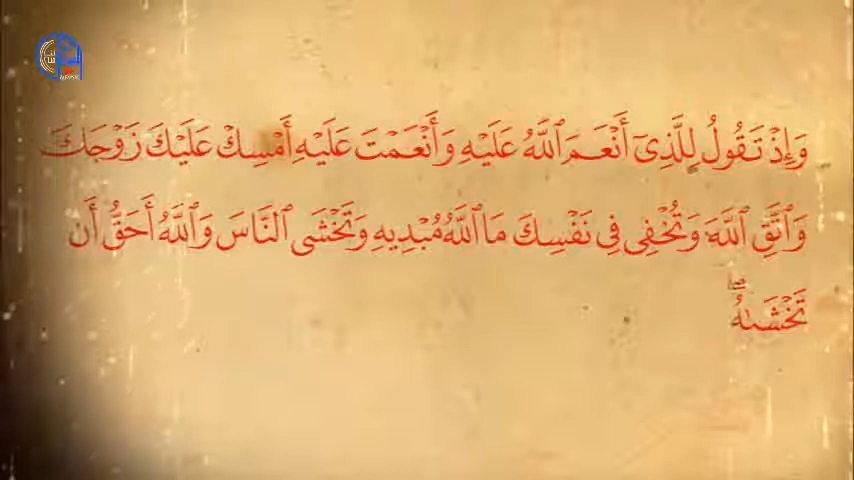 وَإِذْ تَقُولُ لِلَّذِىٓ أَنْعَمَ ٱللَّهُ عَلَيْهِ وَأَنْعَمْتَ عَلَيْهِ أَمْسِكْ عَلَيْكَ زَوْجَكَ
وَٱتَّقِ ٱللَّهَ وَتُخْفِى فِى نَفْسِكَ مَا ٱللَّهُ مُبْدِيهِ وَتَخْشَى ٱلنَّاسَ وَٱللَّهُ أَحَقُّ أَن
تَخْشَىٰهُ ۖ